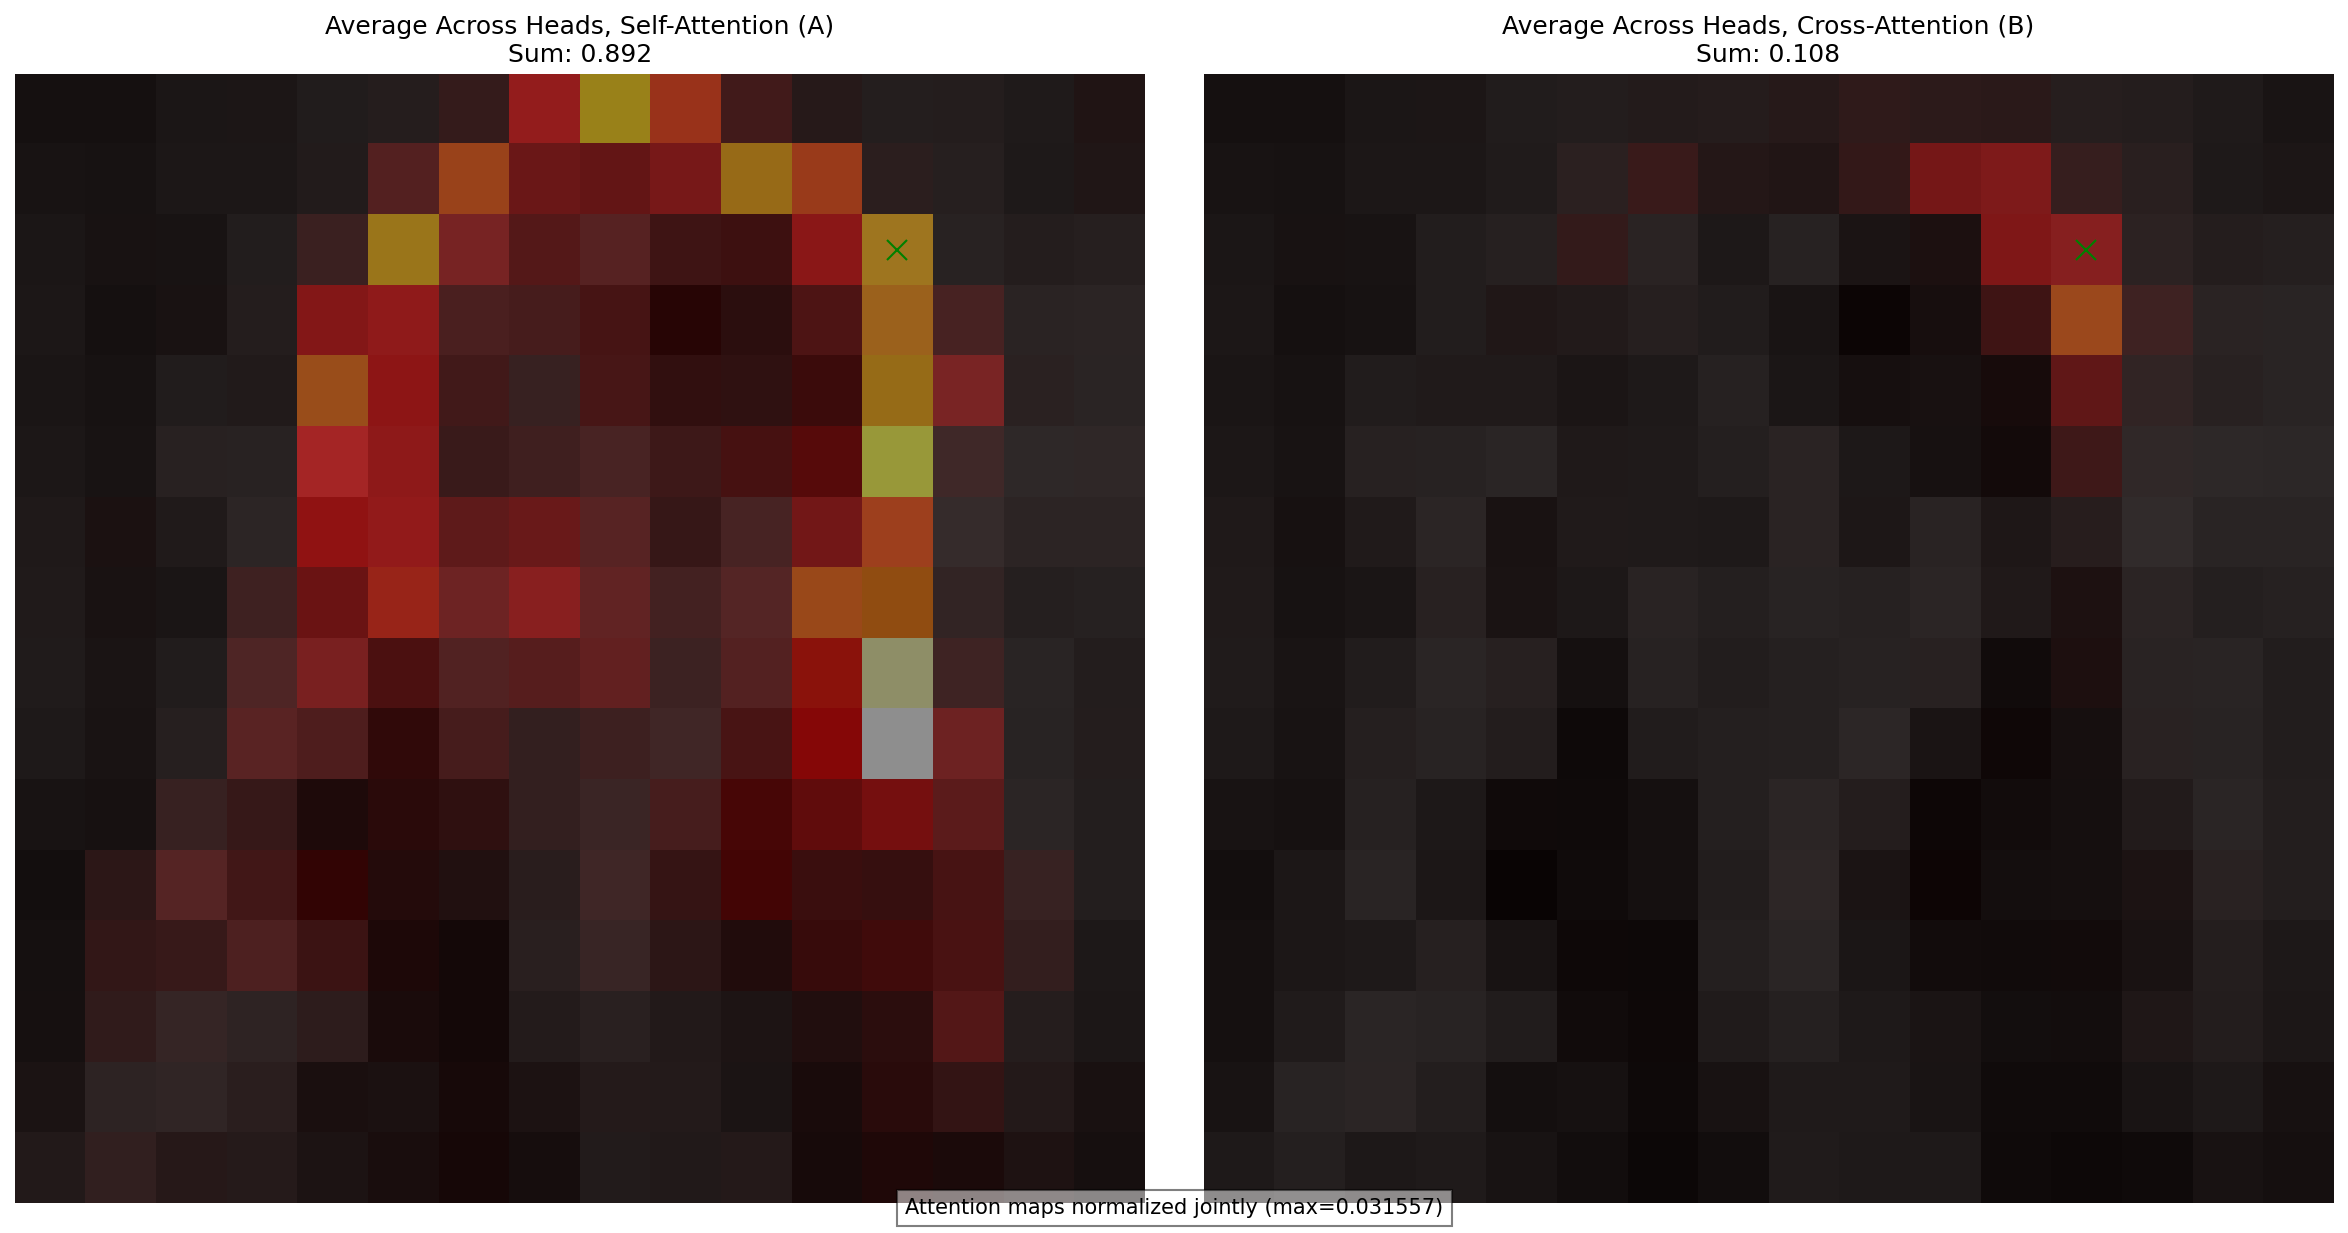 Average Across Heads, Self-Attention (A)
Sum: 0.892
Average Across Heads, Cross-Attention (B)
Sum: 0.108
Attention maps normalized jointly (max=0.031557)